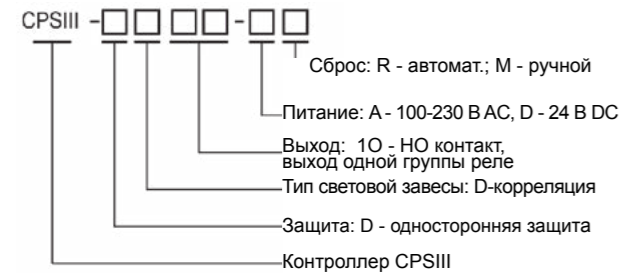 CPSIII -□□ □□-□□
Сброс: R - автомат.; M - ручной
Питание: A - 100-230 В AC, D - 24 В DC
Выход:  1O - НО контакт,
выход одной группы реле
Тип световой завесы: D-корреляция
Защита: D - односторонняя защита
Контроллер CPSIII